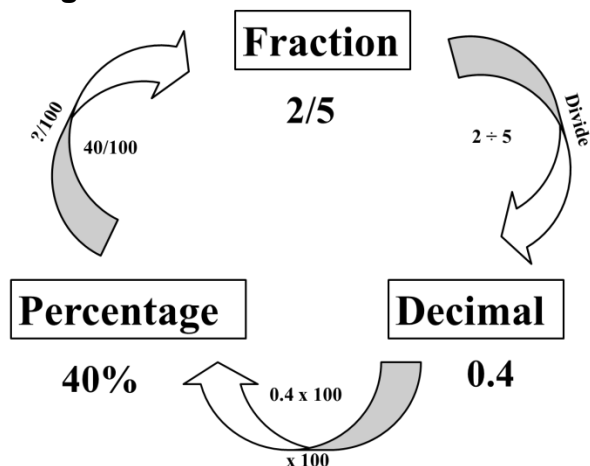 Fraction
2/5
?/100
40/100
2 ÷ 5
Divide
Percentage
40%
Decimal
0.4
0.4 x 100
x 100